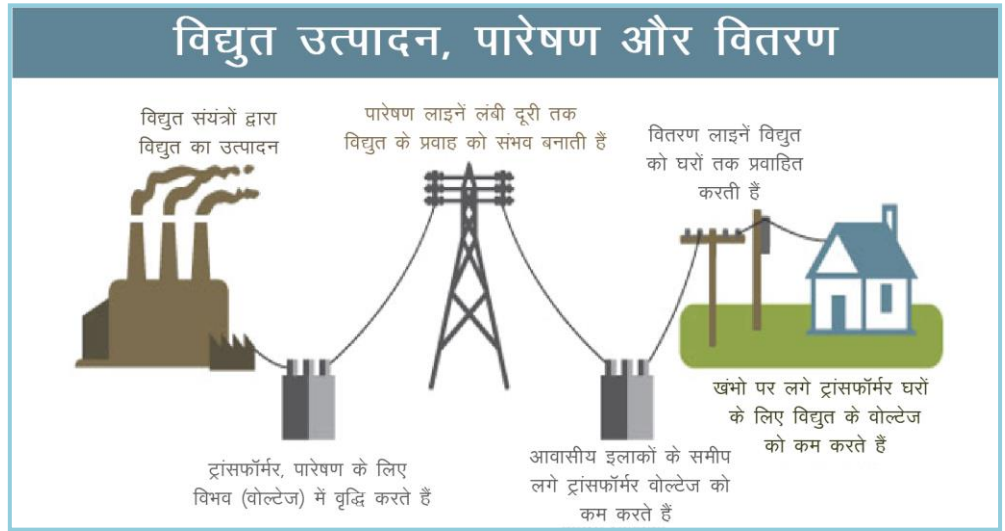 विद्युत उत्पादन, पारेषण और वितरण
विद्युत संयंत्रों द्वारा
विद्युत का उत्पादन
पारेषण लाइनें लंबी दूरी तक
विद्युत के प्रवाह को संभव बनाती हैं
वितरण लाइनें विद्युत
को घरों तक प्रवाहित
करती हैं
ट्रांसफॉर्मर, पारेषण के लिए
विभव (वोल्टेज) में वृद्धि करते हैं
आवासीय इलाकों के समीप
लगे ट्रांसफॉर्मर वोल्टेज को
कम करते हैं
खंभो पर लगे ट्रांसफॉर्मर घरों
के लिए विद्युत के वोल्टेज
को कम करते हैं